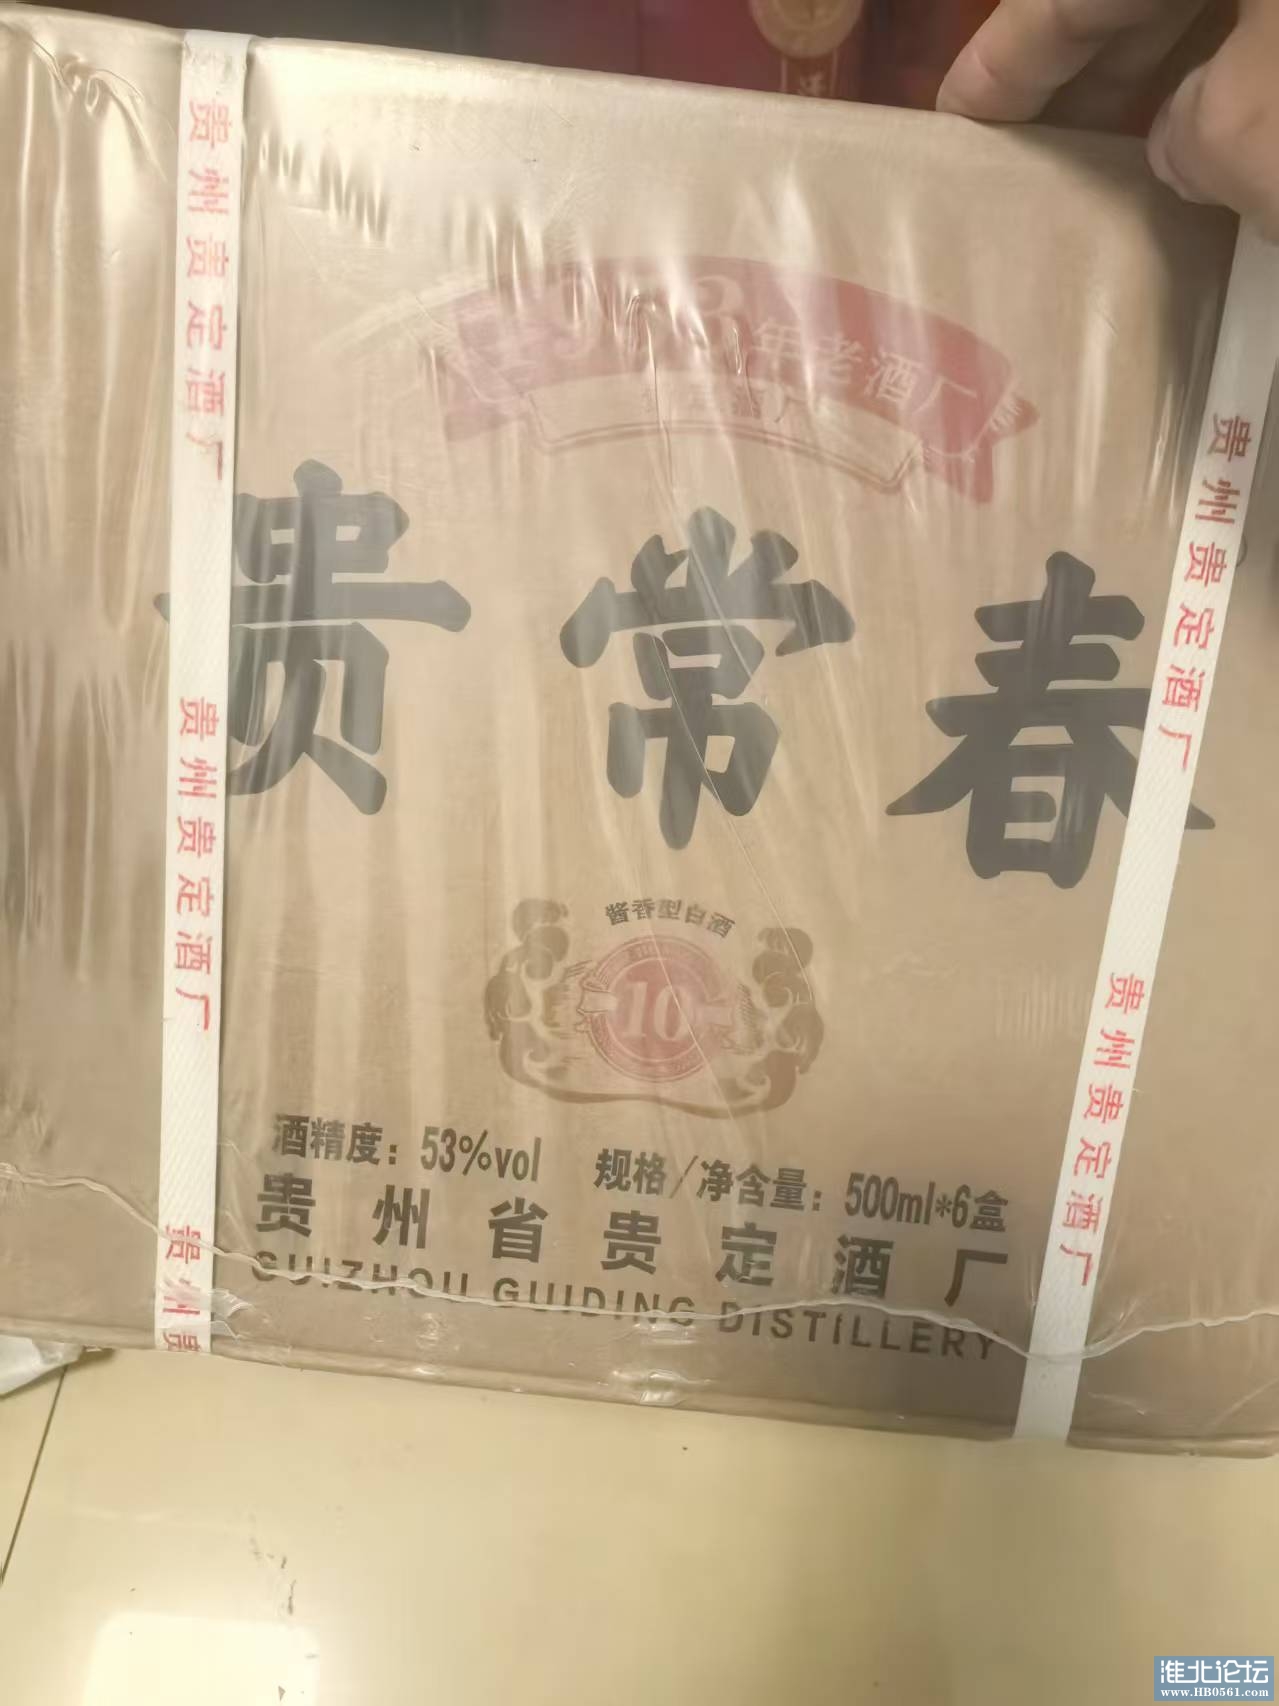 年老酒厂
贵常春
酱香型白酒
10
酒精度：53%vol 规格/净含量：500ml*6盒
贵州省贵定酒厂
GUIZHOU GUIDING DISTILLERY
贵州贵定酒厂
贵州贵定酒厂
贵州贵
贵州贵定酒厂
贵州贵定酒厂
淮北论坛
www.HB0561.com